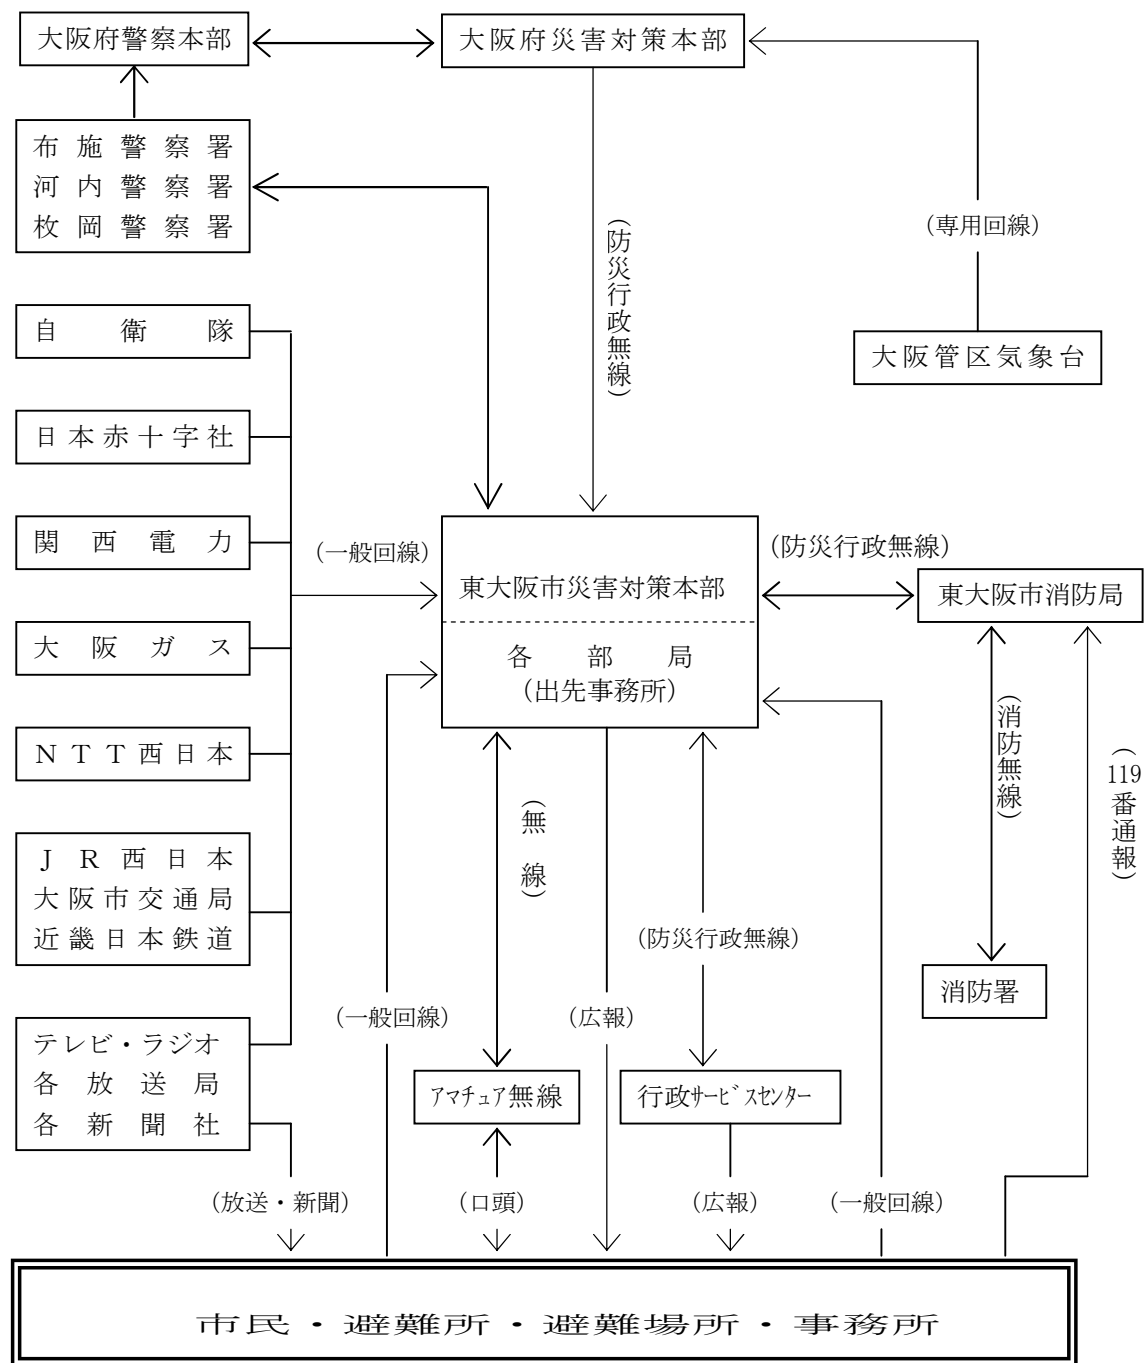 大阪府警察本部
大阪府災害対策本部
布施警察署
河内警察署
枚岡警察署
(防災行政無線)
(専用回線)
自衛隊
大阪管区気象台
日本赤十字社
関西電力
(一般回線)
東大阪市災害対策本部
(防災行政無線)
東大阪市消防局
大阪ガス
各部局
(出先事務所)
NTT西日本
(無線)
(消防無線)
(119番通報)
JR西日本
大阪市交通局
近畿日本鉄道
(防災行政無線)
消防署
(一般回線)
(広報)
テレビ・ラジオ
各放送局
各新聞社
アマチュア無線
行政サービスセンター
(放送・新聞)
(口頭)
(広報)
(一般回線)
市民・避難所・避難場所・事務所